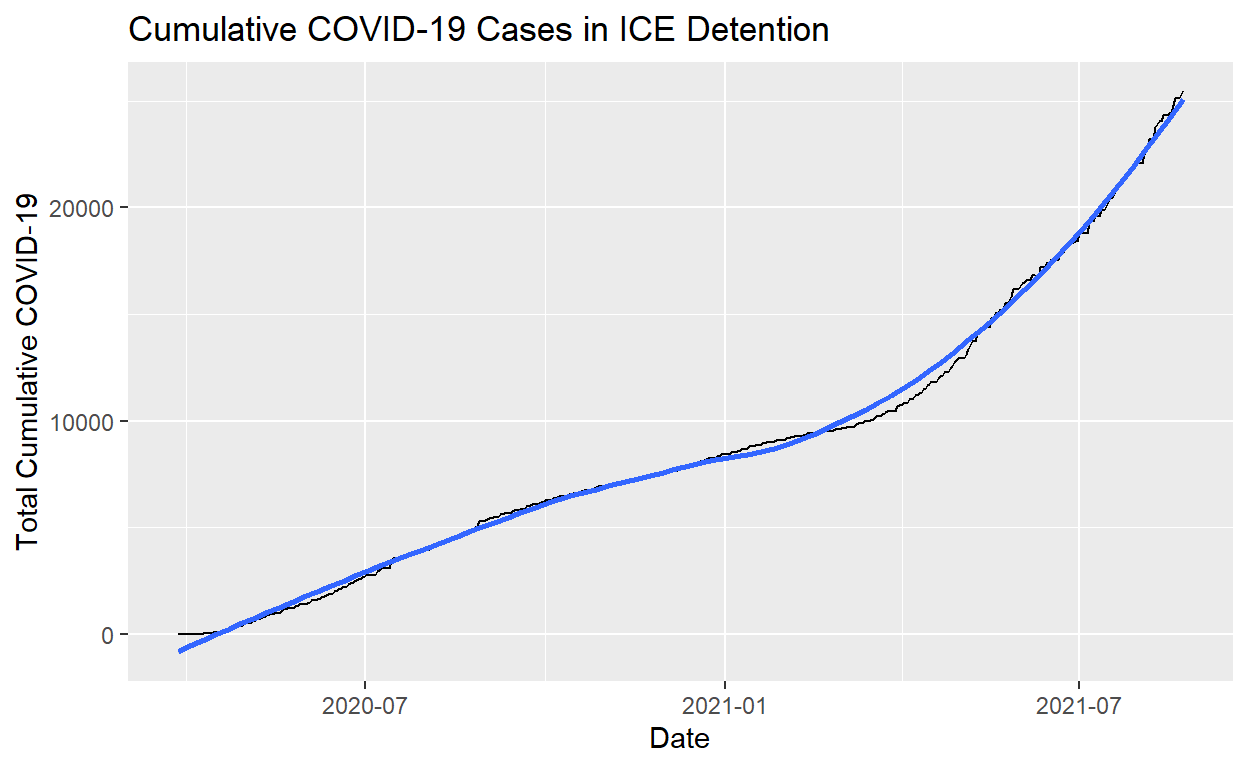 Cumulative COVID-19 Cases in ICE Detention
Total Cumulative COVID-19
20000
10000
0
2020-07
2021-01
2021-07
Date